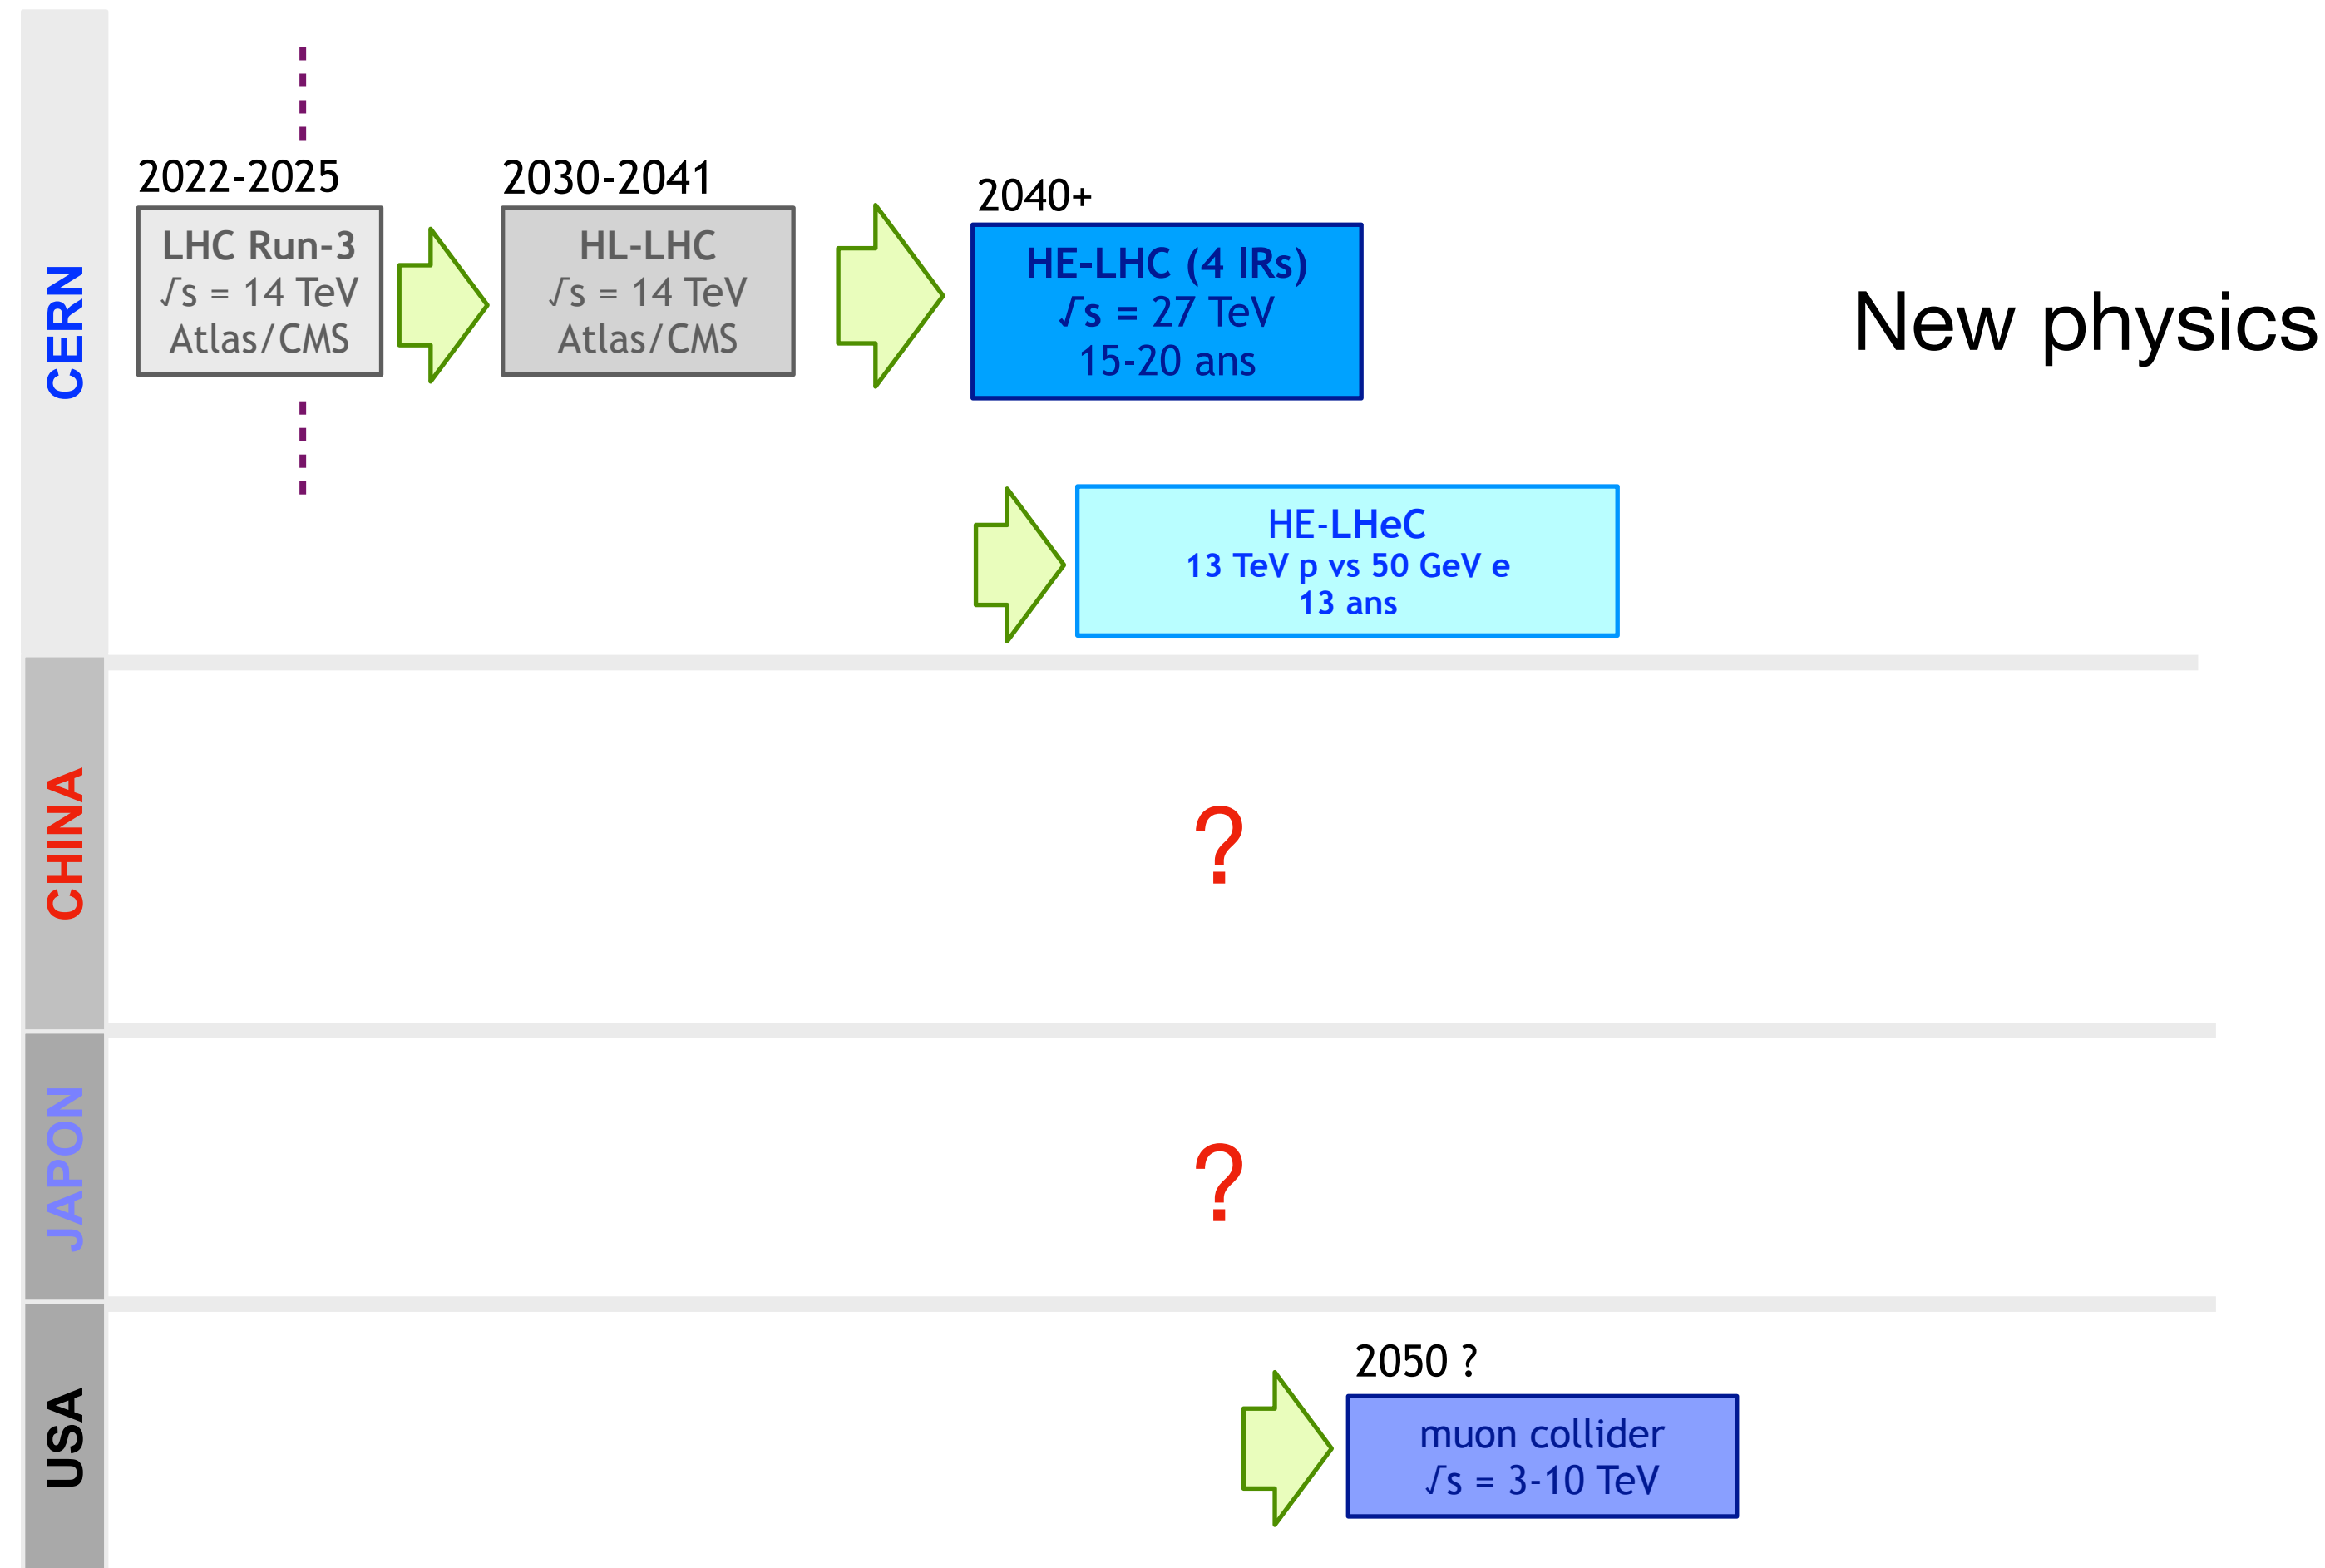 CERN
2022-2025
LHC Run-3
√s = 14 TeV
Atlas/CMS
2030-2041
HL-LHC
√s = 14 TeV
Atlas/CMS
2040+
HE-LHC (4 IRs)
√s = 27 TeV
15-20 ans
New physics
HE-LHeC
13 TeV p vs 50 GeV e
13 ans
CHINA
?
JAPON
?
USA
2050 ?
muon collider
√s = 3-10 TeV